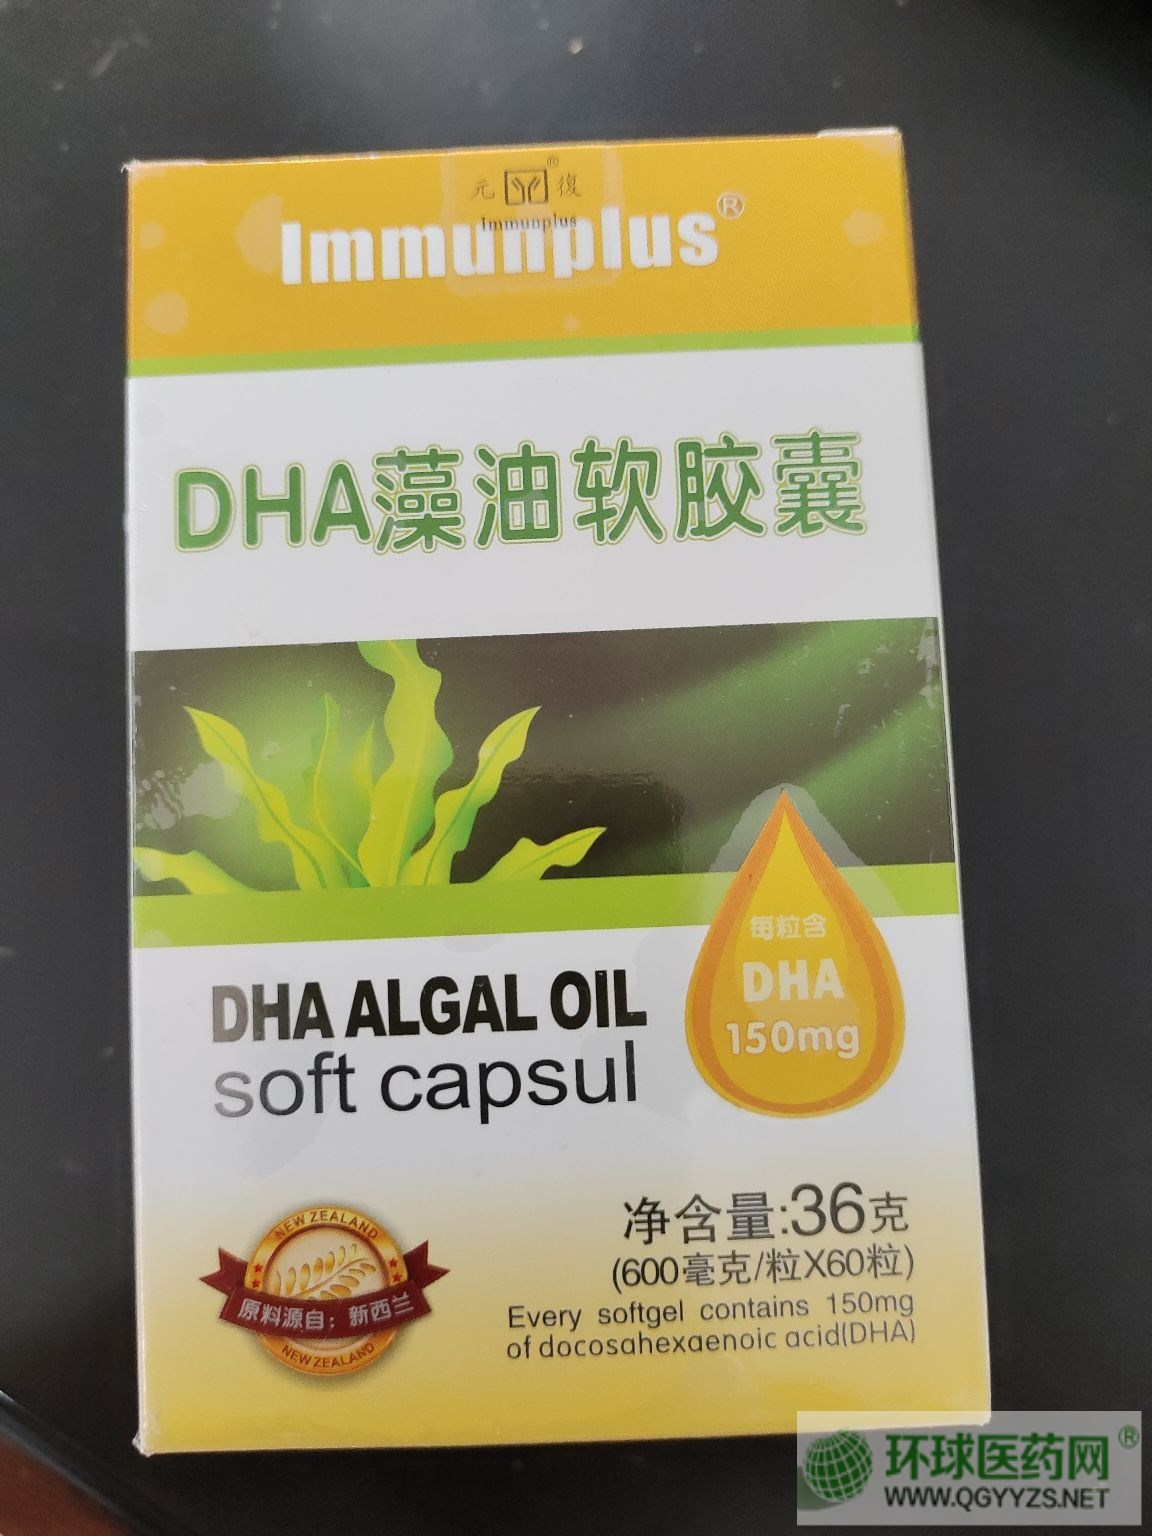 元 復®
Immunplus
Immunplus®
DHA藻油软胶囊
每粒含
DHA
150mg
DHA ALGAL OIL
soft capsul
净含量:36克
(600毫克/粒X60粒)
Every softgel contains 150mg
of docosahexaenoic acid(DHA)
NEW ZEALAND
原料源自：新西兰
NEW ZEALAND
环球医药网®
WWW.QGYYZS.NET